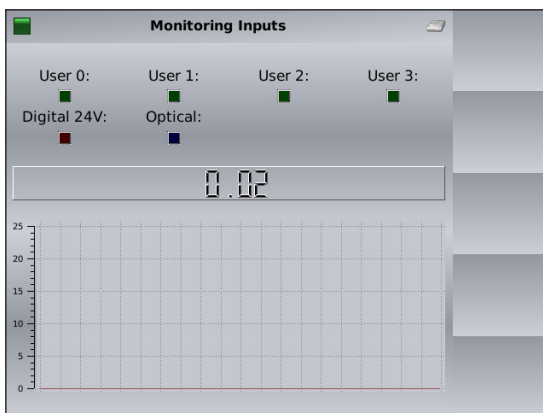 Monitoring Inputs
User 0: User 1: User 2: User 3:
Digital 24V: Optical:
0.02
25
20
15
10
5
0